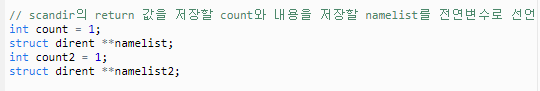 // scandir의 return 값을 저장할 count와 내용을 저장할 namelist를 전연변수로 선언
int count = 1;
struct dirent **namelist;
int count2 = 1;
struct dirent **namelist2;